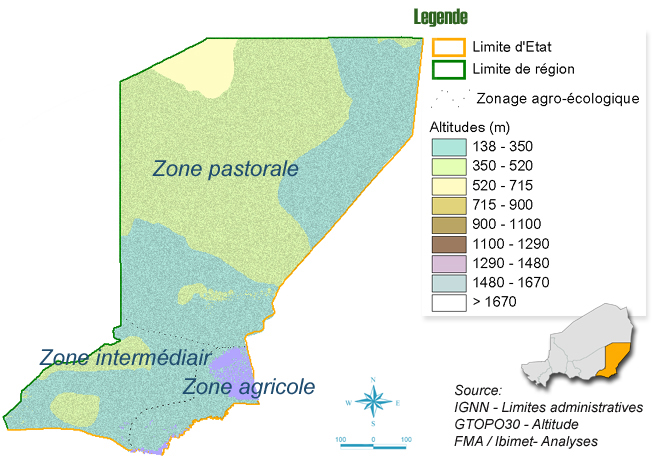 Legende
Limite d'Etat
Limite de région
Zonage agro-écologique
Altitudes (m)
138 - 350
350 - 520
520 - 715
715 - 900
900 - 1100
1100 - 1290
1290 - 1480
1480 - 1670
> 1670
Zone pastorale
Zone intermédiair
Zone agricole
N
W E
S
100 0 100
Source:
IGNN - Limites administratives
GTOPO30 - Altitude
FMA / Ibimet- Analyses